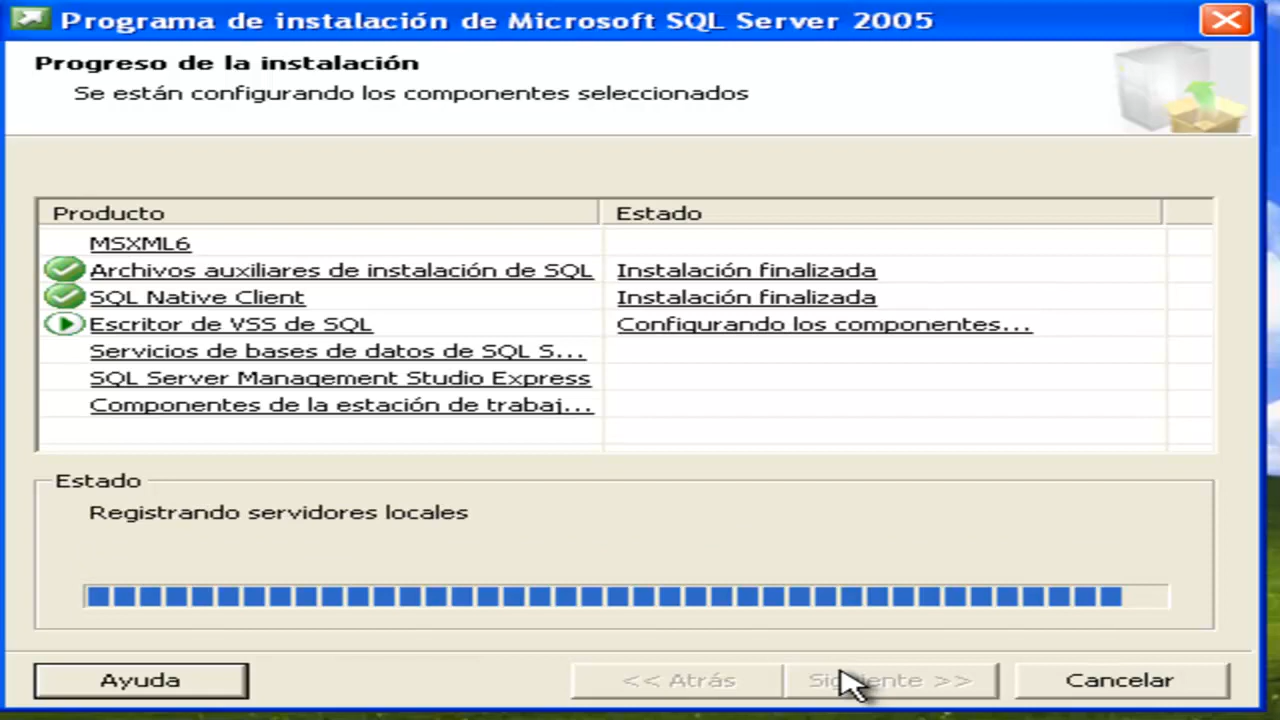 Programa de instalación de Microsoft SQL Server 2005
Progreso de la instalación
Se están configurando los componentes seleccionados
Producto Estado
MSXML6
Archivos auxiliares de instalación de SQL Instalación finalizada
SQL Native Client Instalación finalizada
Escritor de VSS de SQL Configurando los componentes...
Servicios de bases de datos de SQL S...
SQL Server Management Studio Express
Componentes de la estación de trabaj...
Estado
Registrando servidores locales
Ayuda << Atrás Siguiente >> Cancelar